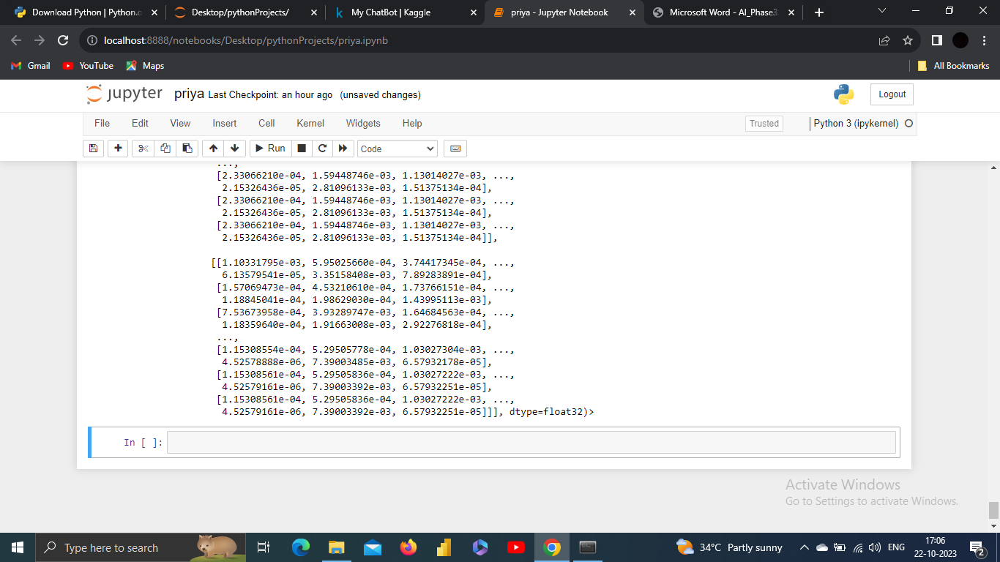 Download Python | Python.o
Desktop/pythonProjects/
My ChatBot | Kaggle
priya - Jupyter Notebook
Microsoft Word - AI_Phase3
localhost:8888/notebooks/Desktop/pythonProjects/priya.ipynb
Gmail YouTube Maps All Bookmarks
jupyter priya Last Checkpoint: an hour ago (unsaved changes) Logout
File Edit View Insert Cell Kernel Widgets Help Trusted Python 3 (ipykernel)
Run Code
...,
[2.33066210e-04, 1.59448746e-03, 1.13014027e-03, ...,
2.15326436e-05, 2.81096133e-03, 1.51375134e-04],
[2.33066210e-04, 1.59448746e-03, 1.13014027e-03, ...,
2.15326436e-05, 2.81096133e-03, 1.51375134e-04],
[2.33066210e-04, 1.59448746e-03, 1.13014027e-03, ...,
2.15326436e-05, 2.81096133e-03, 1.51375134e-04]],
[[1.10331795e-03, 5.95025660e-04, 3.74417345e-04, ...,
6.13579541e-05, 3.35158408e-03, 7.89283891e-04],
[1.57069473e-04, 4.53210610e-04, 1.73766151e-04, ...,
1.18845041e-04, 1.98629030e-04, 1.43995113e-03],
[7.53673958e-04, 3.93289747e-03, 1.64684563e-04, ...,
1.18359640e-04, 1.91663008e-03, 2.92276818e-04],
...,
[1.15308554e-04, 5.29505778e-04, 1.03027304e-03, ...,
4.52578888e-06, 7.39003485e-03, 6.57932178e-05],
[1.15308561e-04, 5.29505836e-04, 1.03027222e-03, ...,
4.52579161e-06, 7.39003392e-03, 6.57932251e-05],
[1.15308561e-04, 5.29505836e-04, 1.03027222e-03, ...,
4.52579161e-06, 7.39003392e-03, 6.57932251e-05]]], dtype=float32)>
In [ ]:
Activate Windows
Go to Settings to activate Windows.
Type here to search
34°C Partly sunny
ENG
17:06
22-10-2023
2